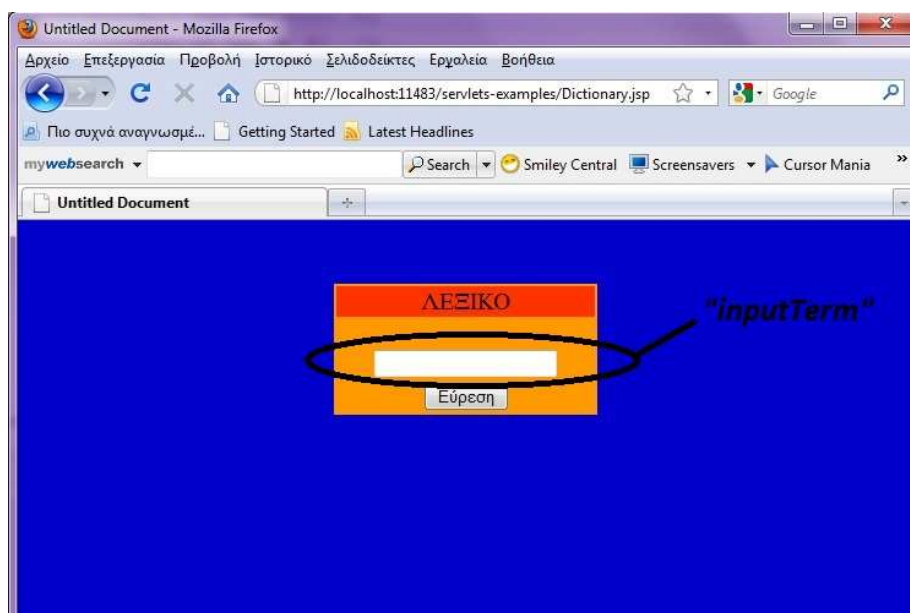 Untitled Document - Mozilla Firefox
Αρχείο Επεξεργασία Προβολή Ιστορικό Σελιδοδείκτες Εργαλεία Βοήθεια
http://localhost:11483/servlets-examples/Dictionary.jsp Google
Πιο συχνά αναγνωσμέ... Getting Started Latest Headlines
mywebsearch Search Smiley Central Screensavers Cursor Mania »
Untitled Document
ΛΕΞΙΚΟ
"inputTerm"
Εύρεση